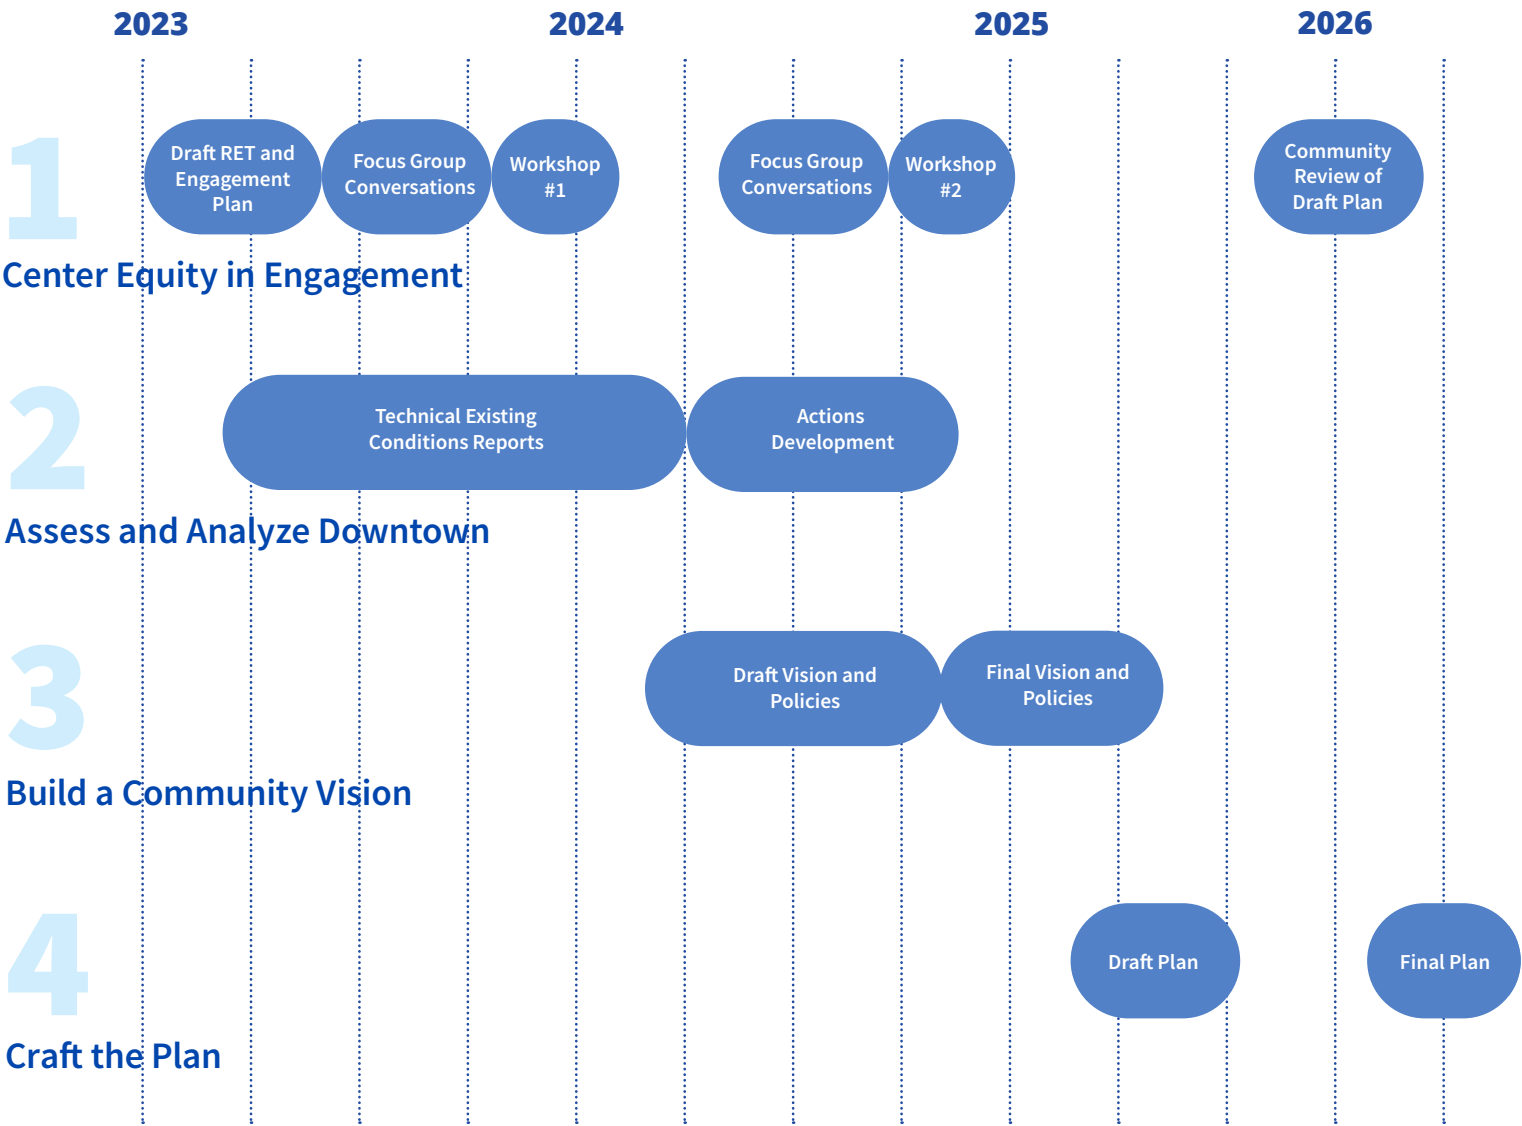 2023
2024
2025
2026
1
Draft RET and
Engagement
Plan
Focus Group
Conversations
Workshop
#1
Focus Group
Conversations
Workshop
#2
Community
Review of
Draft Plan
Center Equity in Engagement
2
Technical Existing
Conditions Reports
Actions
Development
Assess and Analyze Downtown
3
Draft Vision and
Policies
Final Vision and
Policies
Build a Community Vision
4
Draft Plan
Final Plan
Craft the Plan